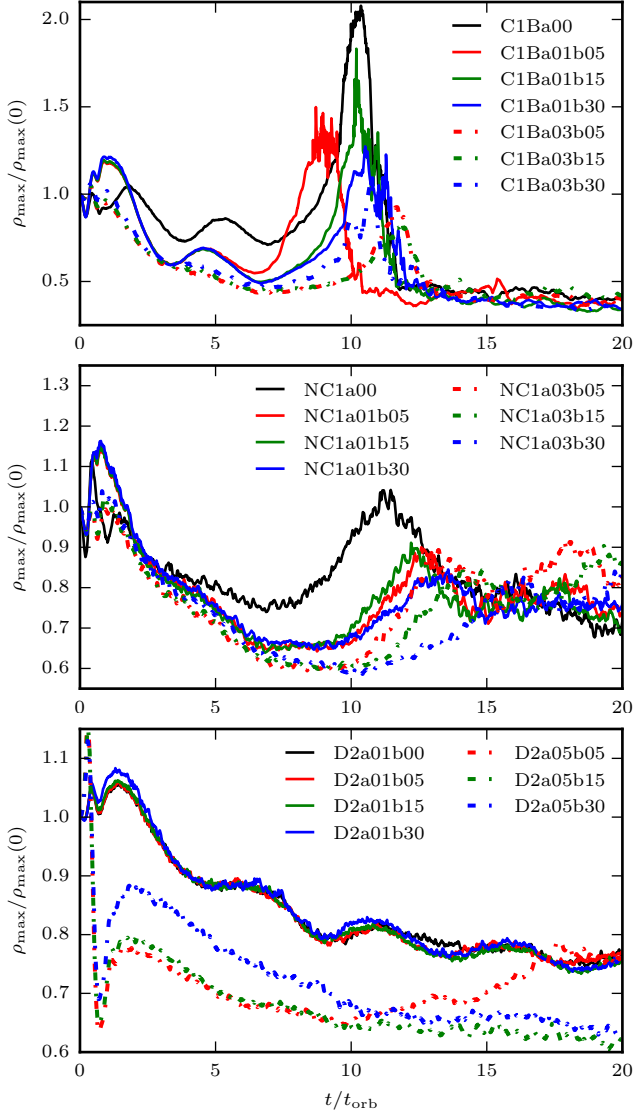 2.0
1.5
1.0
0.5
ρmax/ρmax(0)
C1Ba00
C1Ba01b05
C1Ba01b15
C1Ba01b30
C1Ba03b05
C1Ba03b15
C1Ba03b30
0 5 10 15 20
1.3
1.2
1.1
1.0
0.9
0.8
0.7
0.6
ρmax/ρmax(0)
NC1a00
NC1a01b05
NC1a01b15
NC1a01b30
NC1a03b05
NC1a03b15
NC1a03b30
0 5 10 15 20
1.1
1.0
0.9
0.8
0.7
0.6
ρmax/ρmax(0)
D2a01b00
D2a01b05
D2a01b15
D2a01b30
D2a05b05
D2a05b15
D2a05b30
0 5 10 15 20
t/torb